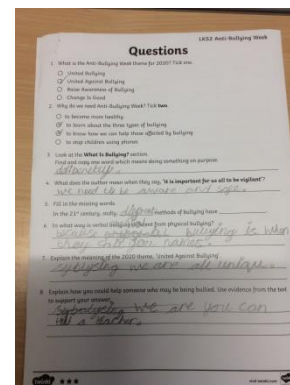 LKS2 Anti-Bullying Week
Questions
1. What is the Anti-Bullying Week theme for 2020? Tick one.
United Bullying
United Against Bullying
Raise Awareness of Bullying
Change is Good
2. Why do we need Anti-Bullying Week? Tick two.
to become more healthy
to learn about the three types of bullying
to know how we can help those affected by bullying
to stop children using phones
3. Look at the What Is Bullying? section.
Find and copy one word which means doing something on purpose.
4. What does the author mean when they say, 'it is important for us all to be vigilant'?
we need to be aware and safe.
5. Fill in the missing words.
In the 21st century, sadly, methods of bullying have
6. In what way is verbal bullying different from physical bullying?
bullying is when
they call you names.
7. Explain the meaning of the 2020 theme, 'United Against Bullying'.
we are all unique.
8. Explain how you could help someone who may be being bullied. Use evidence from the text
to support your answer.
we are you can
tell a teacher.
twinkl
visit twinkl.com